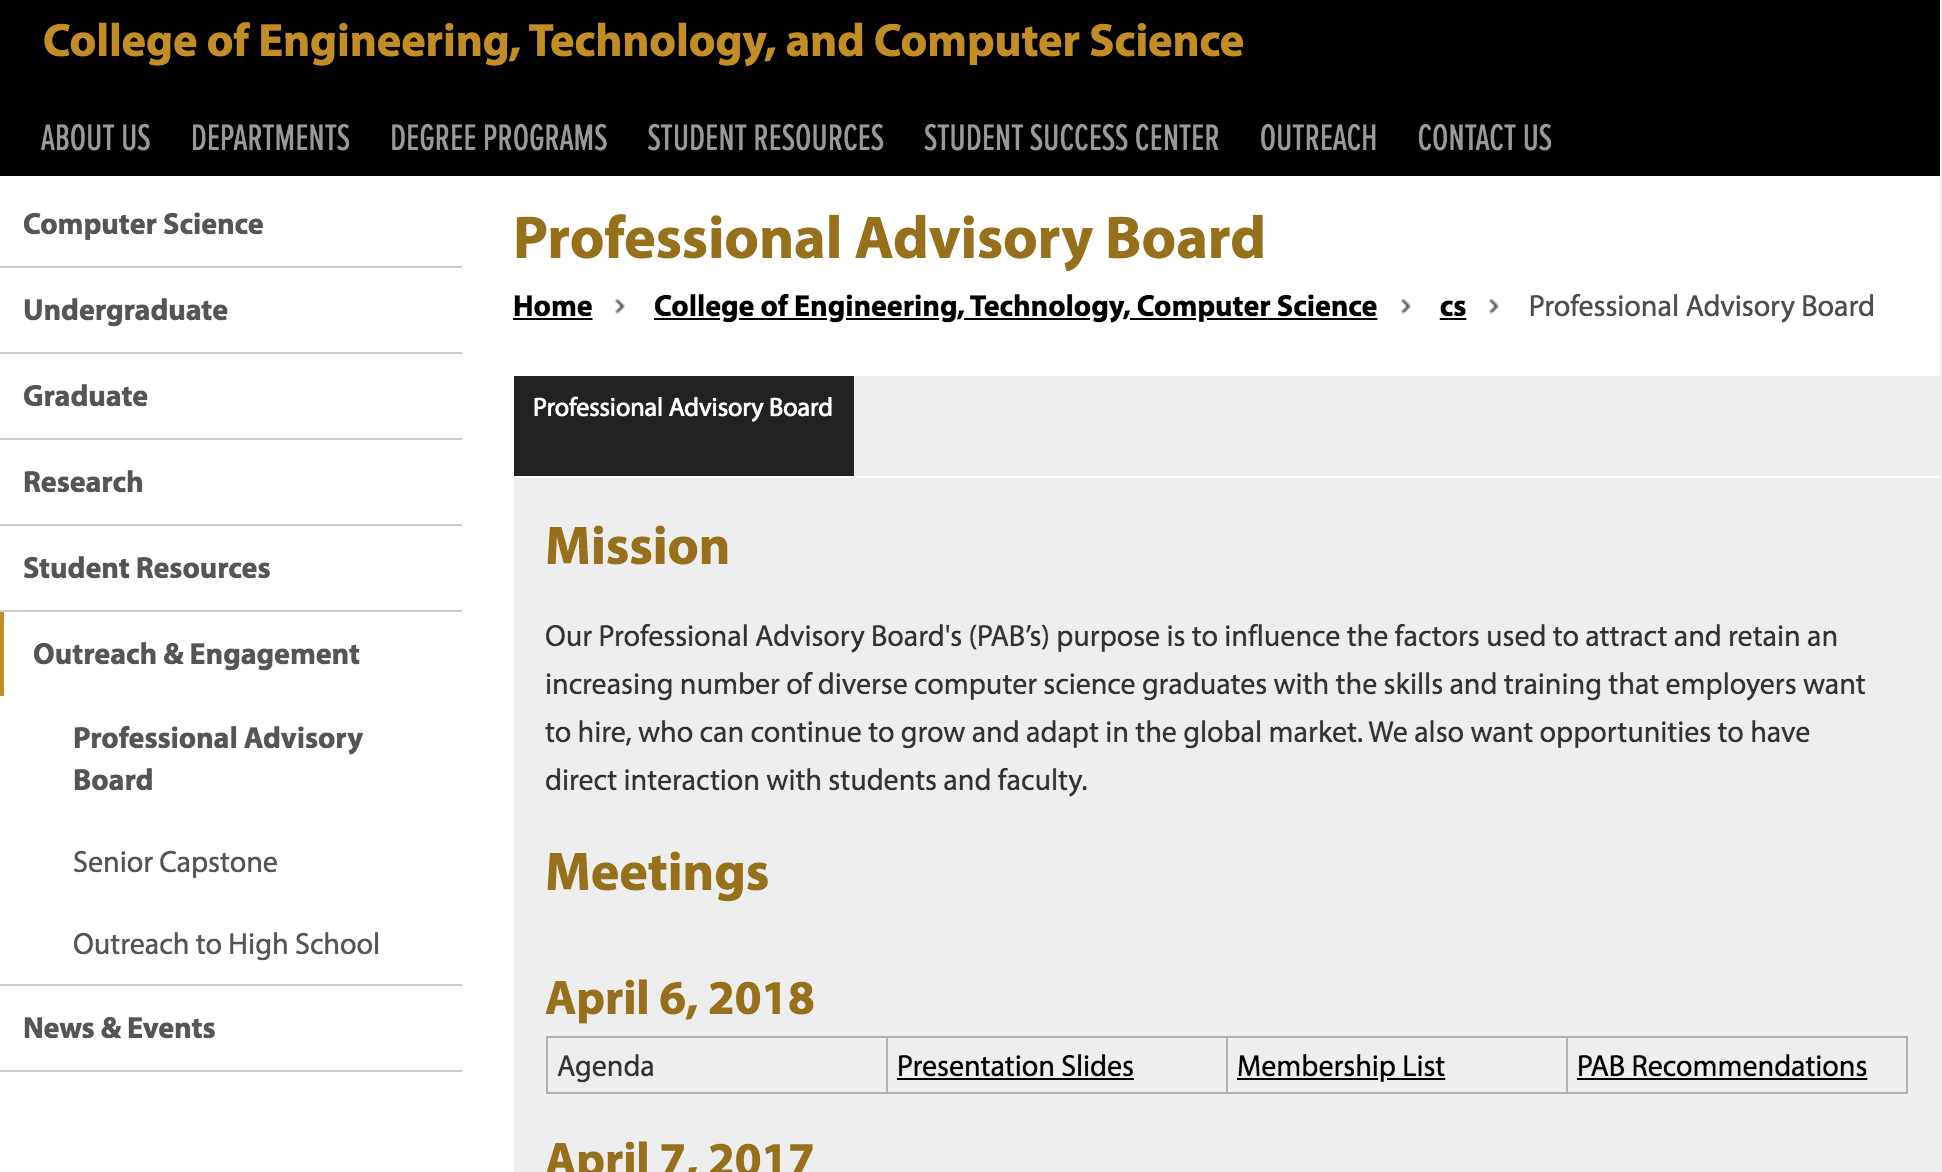 College of Engineering, Technology, and Computer Science
ABOUT US DEPARTMENTS DEGREE PROGRAMS STUDENT RESOURCES STUDENT SUCCESS CENTER OUTREACH CONTACT US
Computer Science
Undergraduate
Graduate
Research
Student Resources
Outreach & Engagement
Professional Advisory
Board
Senior Capstone
Outreach to High School
News & Events
Professional Advisory Board
Home › College of Engineering, Technology, Computer Science › cs › Professional Advisory Board
Professional Advisory Board
Mission
Our Professional Advisory Board's (PAB’s) purpose is to influence the factors used to attract and retain an
increasing number of diverse computer science graduates with the skills and training that employers want
to hire, who can continue to grow and adapt in the global market. We also want opportunities to have
direct interaction with students and faculty.
Meetings
April 6, 2018
Agenda Presentation Slides Membership List PAB Recommendations
April 7, 2017